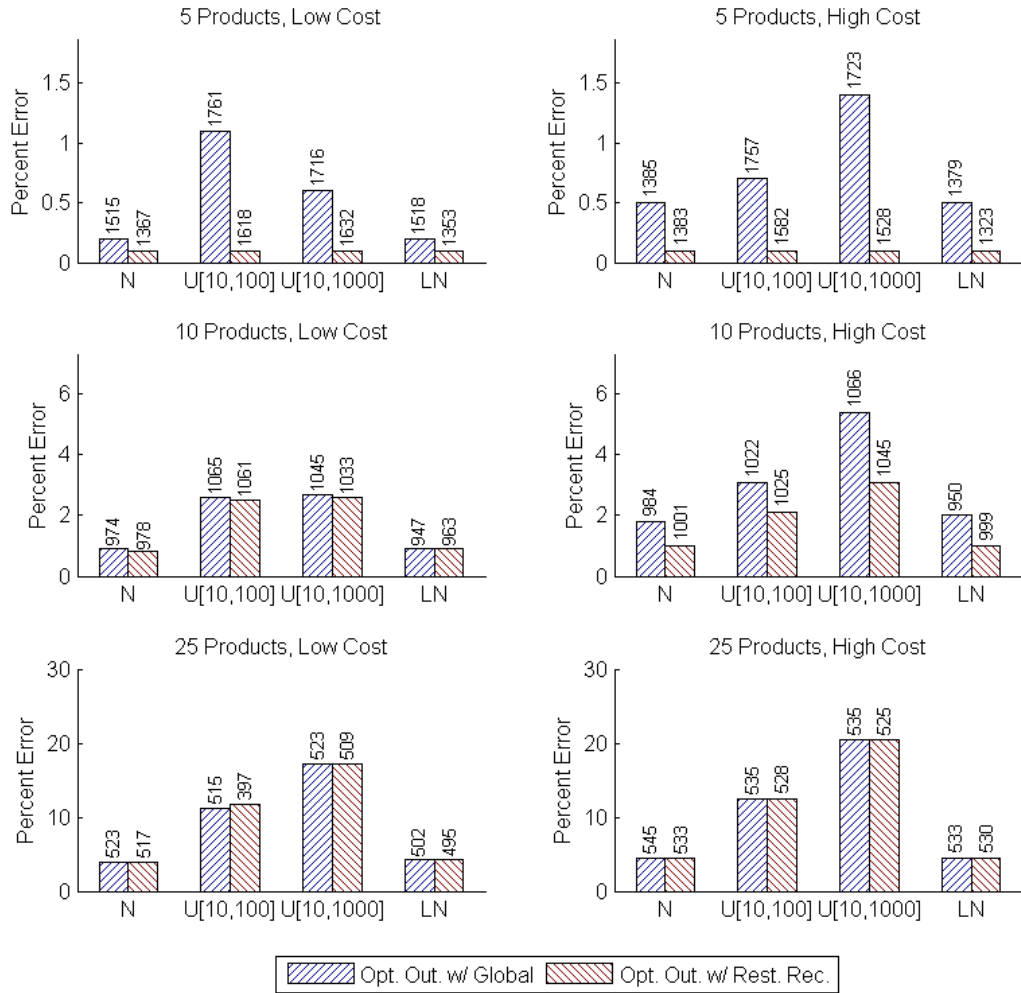 5 Products, Low Cost
Percent Error
1.5
1
0.5
0
1515
1367
1761
1618
1716
1632
1518
1353
N
U[10,100]
U[10,1000]
LN
5 Products, High Cost
Percent Error
1.5
1
0.5
0
1385
1383
1757
1582
1723
1528
1379
1323
N
U[10,100]
U[10,1000]
LN
10 Products, Low Cost
Percent Error
6
4
2
0
974
978
1065
1061
1045
1033
947
963
N
U[10,100]
U[10,1000]
LN
10 Products, High Cost
Percent Error
6
4
2
0
984
1001
1022
1025
1066
1045
950
999
N
U[10,100]
U[10,1000]
LN
25 Products, Low Cost
Percent Error
30
20
10
0
523
517
515
397
523
509
502
495
N
U[10,100]
U[10,1000]
LN
25 Products, High Cost
Percent Error
30
20
10
0
545
533
535
528
535
525
533
530
N
U[10,100]
U[10,1000]
LN
Opt. Out. w/ Global
Opt. Out. w/ Rest. Rec.